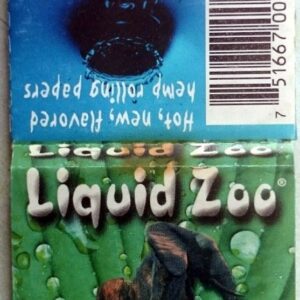 Hot, new, flavored
hemp rolling papers
7 51667 00
Liquid Zoo
Liquid Zoo®